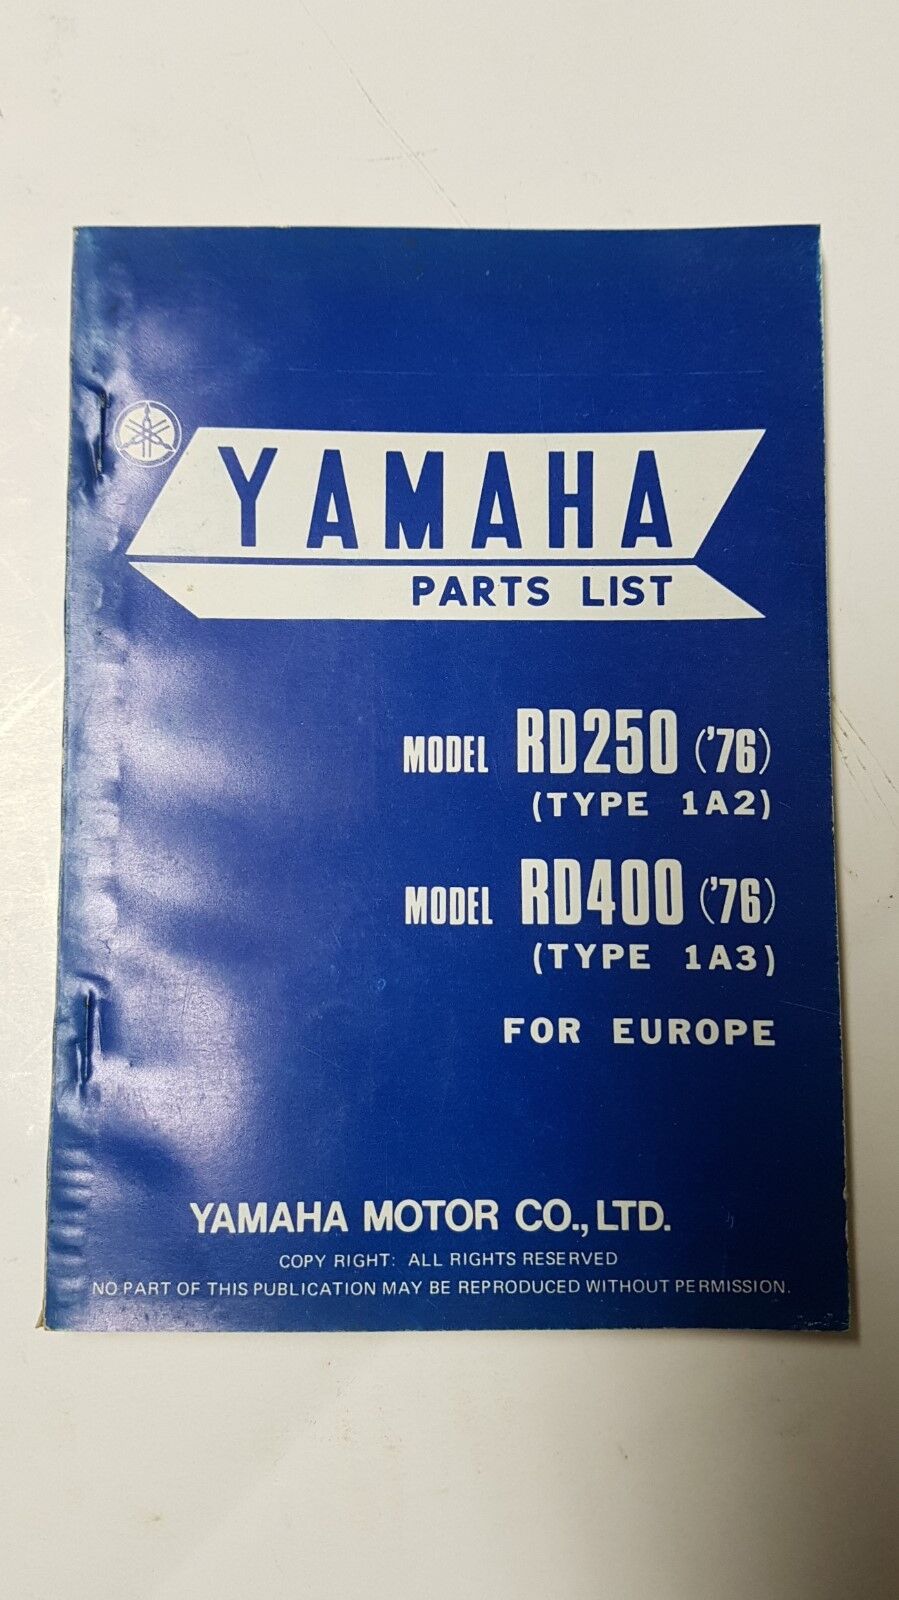 YAMAHA
PARTS LIST
MODEL RD250 ('76)
(TYPE 1A2)
MODEL RD400 ('76)
(TYPE 1A3)
FOR EUROPE
YAMAHA MOTOR CO., LTD.
COPY RIGHT: ALL RIGHTS RESERVED
NO PART OF THIS PUBLICATION MAY BE REPRODUCED WITHOUT PERMISSION.